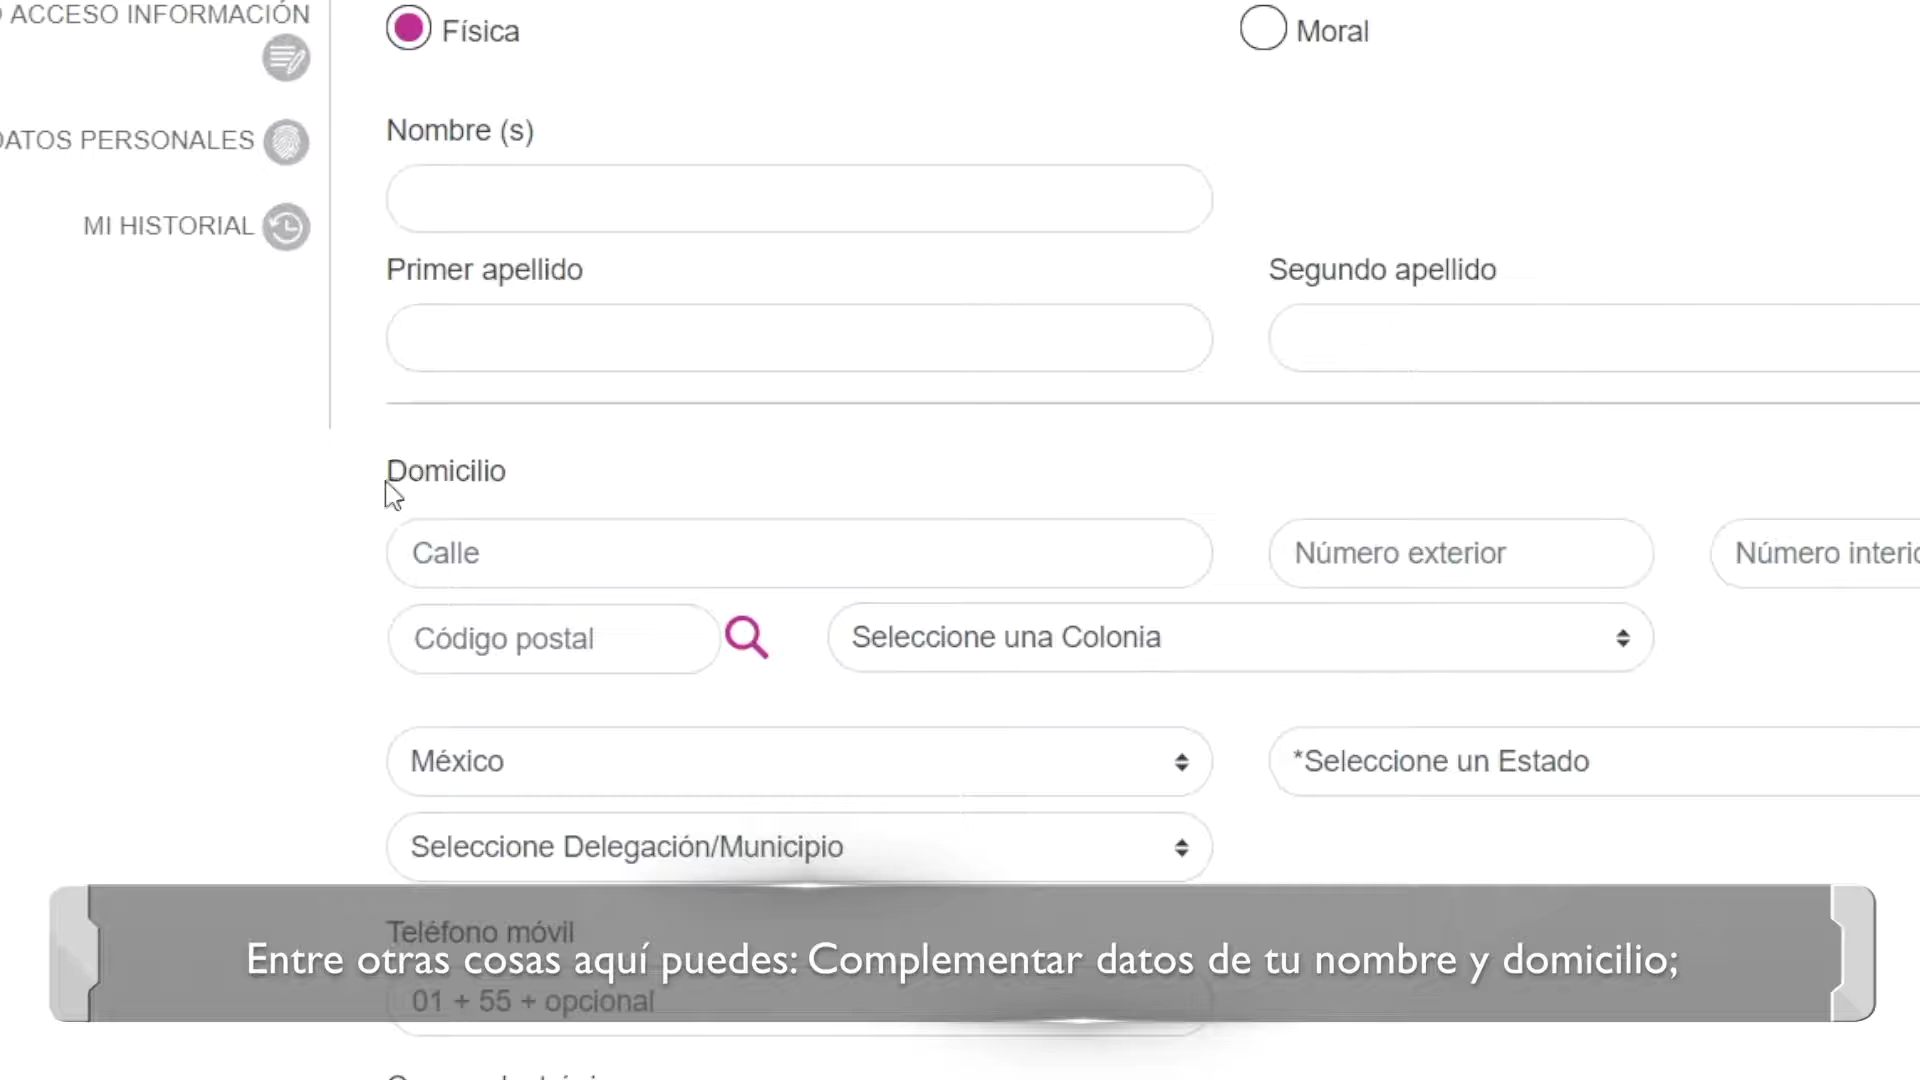 ACCESO INFORMACIÓN
DATOS PERSONALES
MI HISTORIAL
Física
Moral
Nombre (s)
Primer apellido
Segundo apellido
Domicilio
Calle
Número exterior
Número interio
Código postal
Seleccione una Colonia
México
*Seleccione un Estado
Seleccione Delegación/Municipio
Teléfono móvil
Entre otras cosas aquí puedes: Complementar datos de tu nombre y domicilio;
01 + 55 + opcional